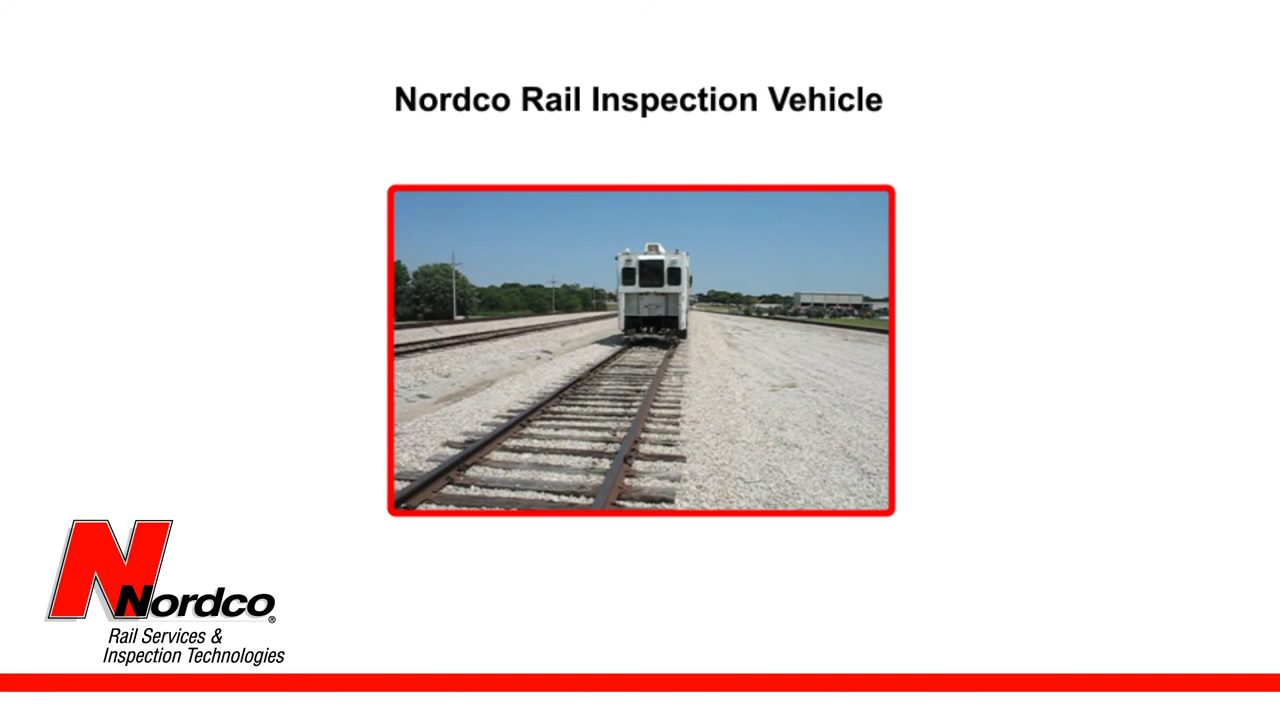 Nordco Rail Inspection Vehicle
Nordco®
Rail Services &
Inspection Technologies